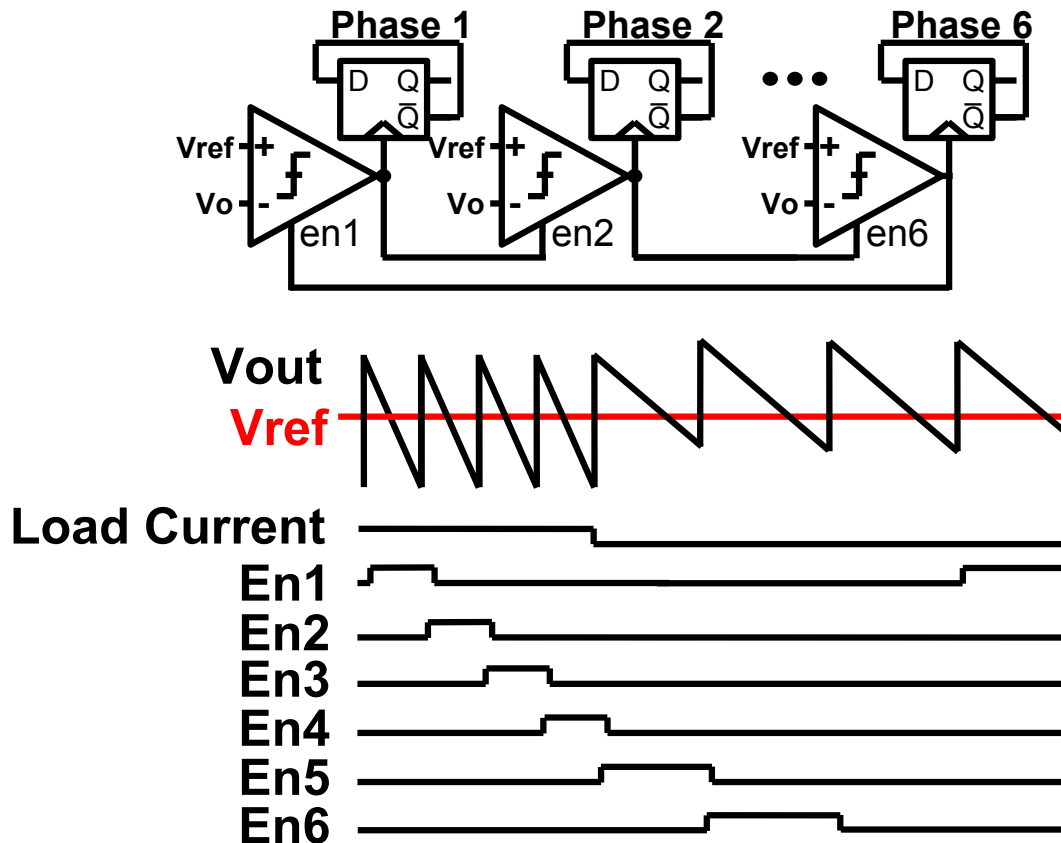 Phase 1 Phase 2 Phase 6
D Q D Q ••• D Q
Q̅ Q̅ Q̅
Vref + Vref + Vref +
Vo - Vo - Vo -
en1 en2 en6
Vout
Vref
Load Current
En1
En2
En3
En4
En5
En6